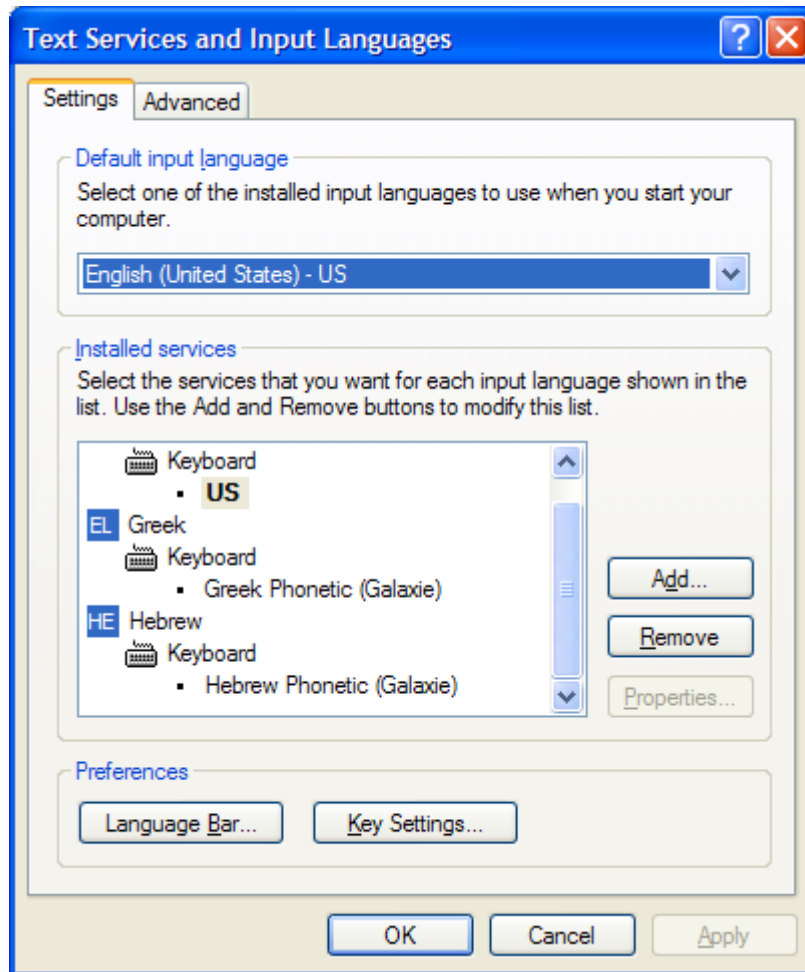 Text Services and Input Languages
Settings
Advanced
Default input language
Select one of the installed input languages to use when you start your
computer.
English (United States) - US
Installed services
Select the services that you want for each input language shown in the
list. Use the Add and Remove buttons to modify this list.
Keyboard
US
EL Greek
Keyboard
Greek Phonetic (Galaxie)
HE Hebrew
Keyboard
Hebrew Phonetic (Galaxie)
Add...
Remove
Properties...
Preferences
Language Bar...
Key Settings...
OK
Cancel
Apply